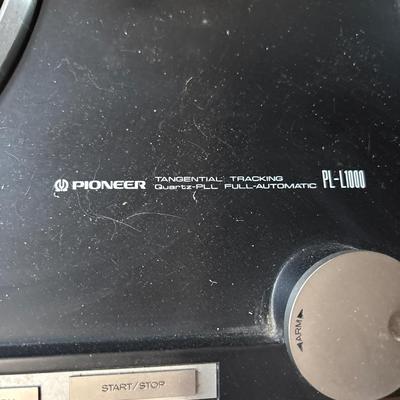 PIONEER
TANGENTIAL TRACKING
Quartz-PLL FULL-AUTOMATIC
PL-L1000
◄ARM►
START/STOP